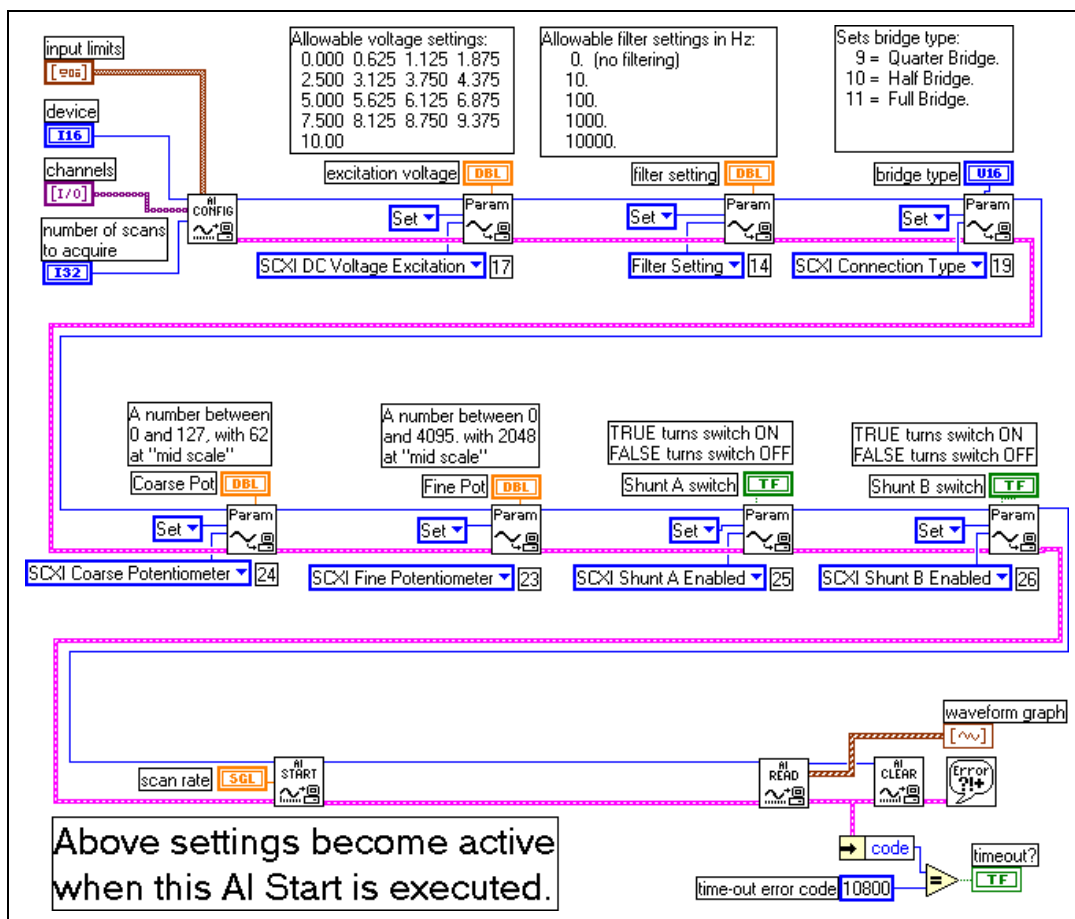 input limits
device
I16
channels
[I/O]
number of scans
to acquire
I32
AI
CONFIG
Allowable voltage settings:
0.000 0.625 1.125 1.875
2.500 3.125 3.750 4.375
5.000 5.625 6.125 6.875
7.500 8.125 8.750 9.375
10.00
excitation voltage DBL
Set
Param
SCXI DC Voltage Excitation 17
Allowable filter settings in Hz:
0. (no filtering)
10.
100.
1000.
10000.
filter setting DBL
Set
Param
Filter Setting 14
Sets bridge type:
9 = Quarter Bridge.
10 = Half Bridge.
11 = Full Bridge.
bridge type U16
Set
Param
SCXI Connection Type 19
A number between
0 and 127, with 62
at "mid scale"
Coarse Pot DBL
Set
Param
SCXI Coarse Potentiometer 24
A number between 0
and 4095. with 2048
at "mid scale"
Fine Pot DBL
Set
Param
SCXI Fine Potentiometer 23
TRUE turns switch ON
FALSE turns switch OFF
Shunt A switch TF
Set
Param
SCXI Shunt A Enabled 25
TRUE turns switch ON
FALSE turns switch OFF
Shunt B switch TF
Set
Param
SCXI Shunt B Enabled 26
scan rate SGL
AI
START
AI
READ
waveform graph
AI
CLEAR
Error
?!+
code
time-out error code 10800
=
timeout?
TF
Above settings become active
when this AI Start is executed.